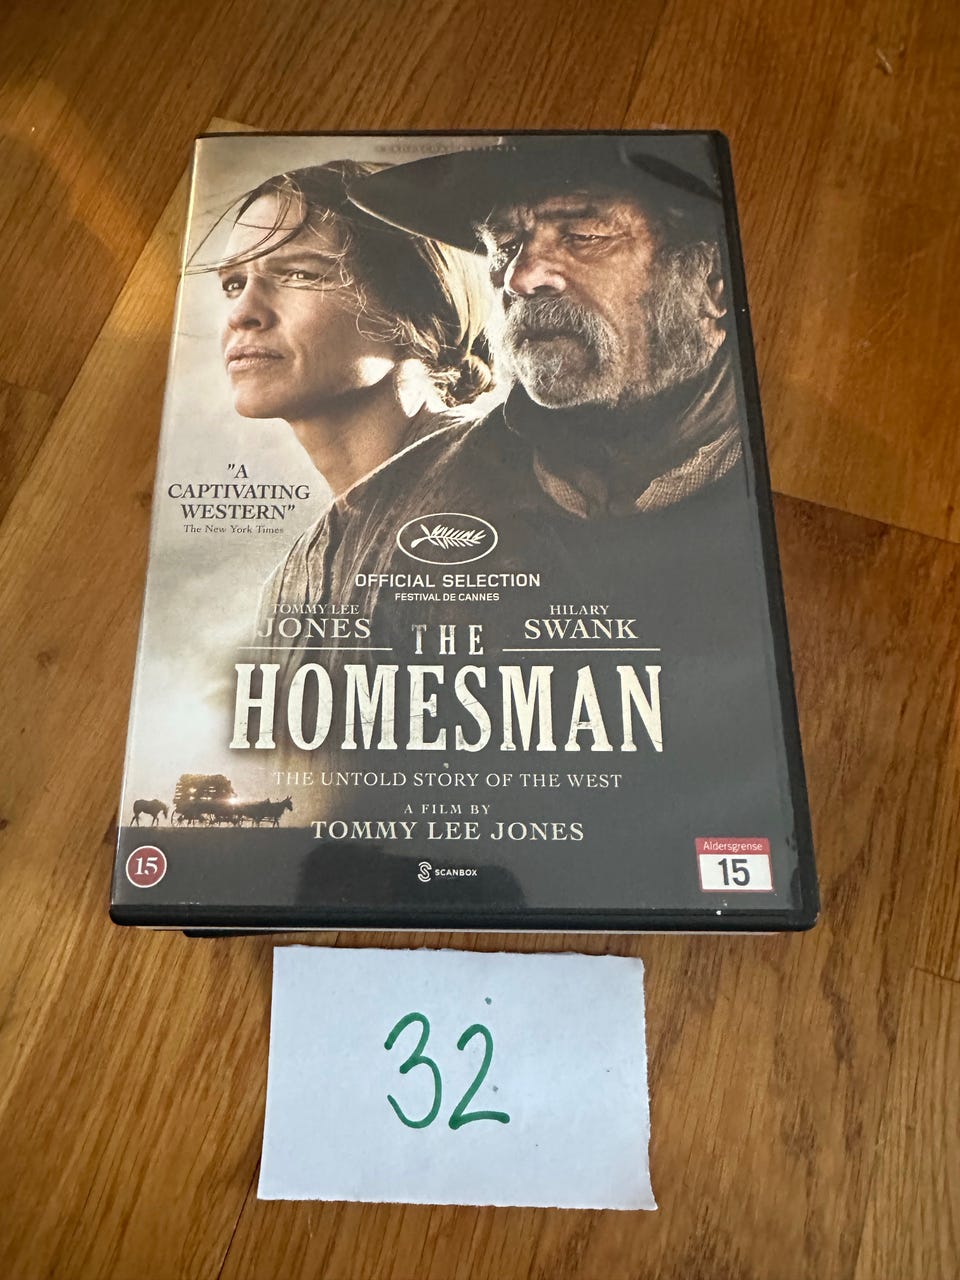 "A
CAPTIVATING
WESTERN"
The New York Times
OFFICIAL SELECTION
FESTIVAL DE CANNES
TOMMY LEE
JONES
HILARY
SWANK
THE
HOMESMAN
THE UNTOLD STORY OF THE WEST
A FILM BY
TOMMY LEE JONES
15
SCANBOX
Aldersgrense
15
32